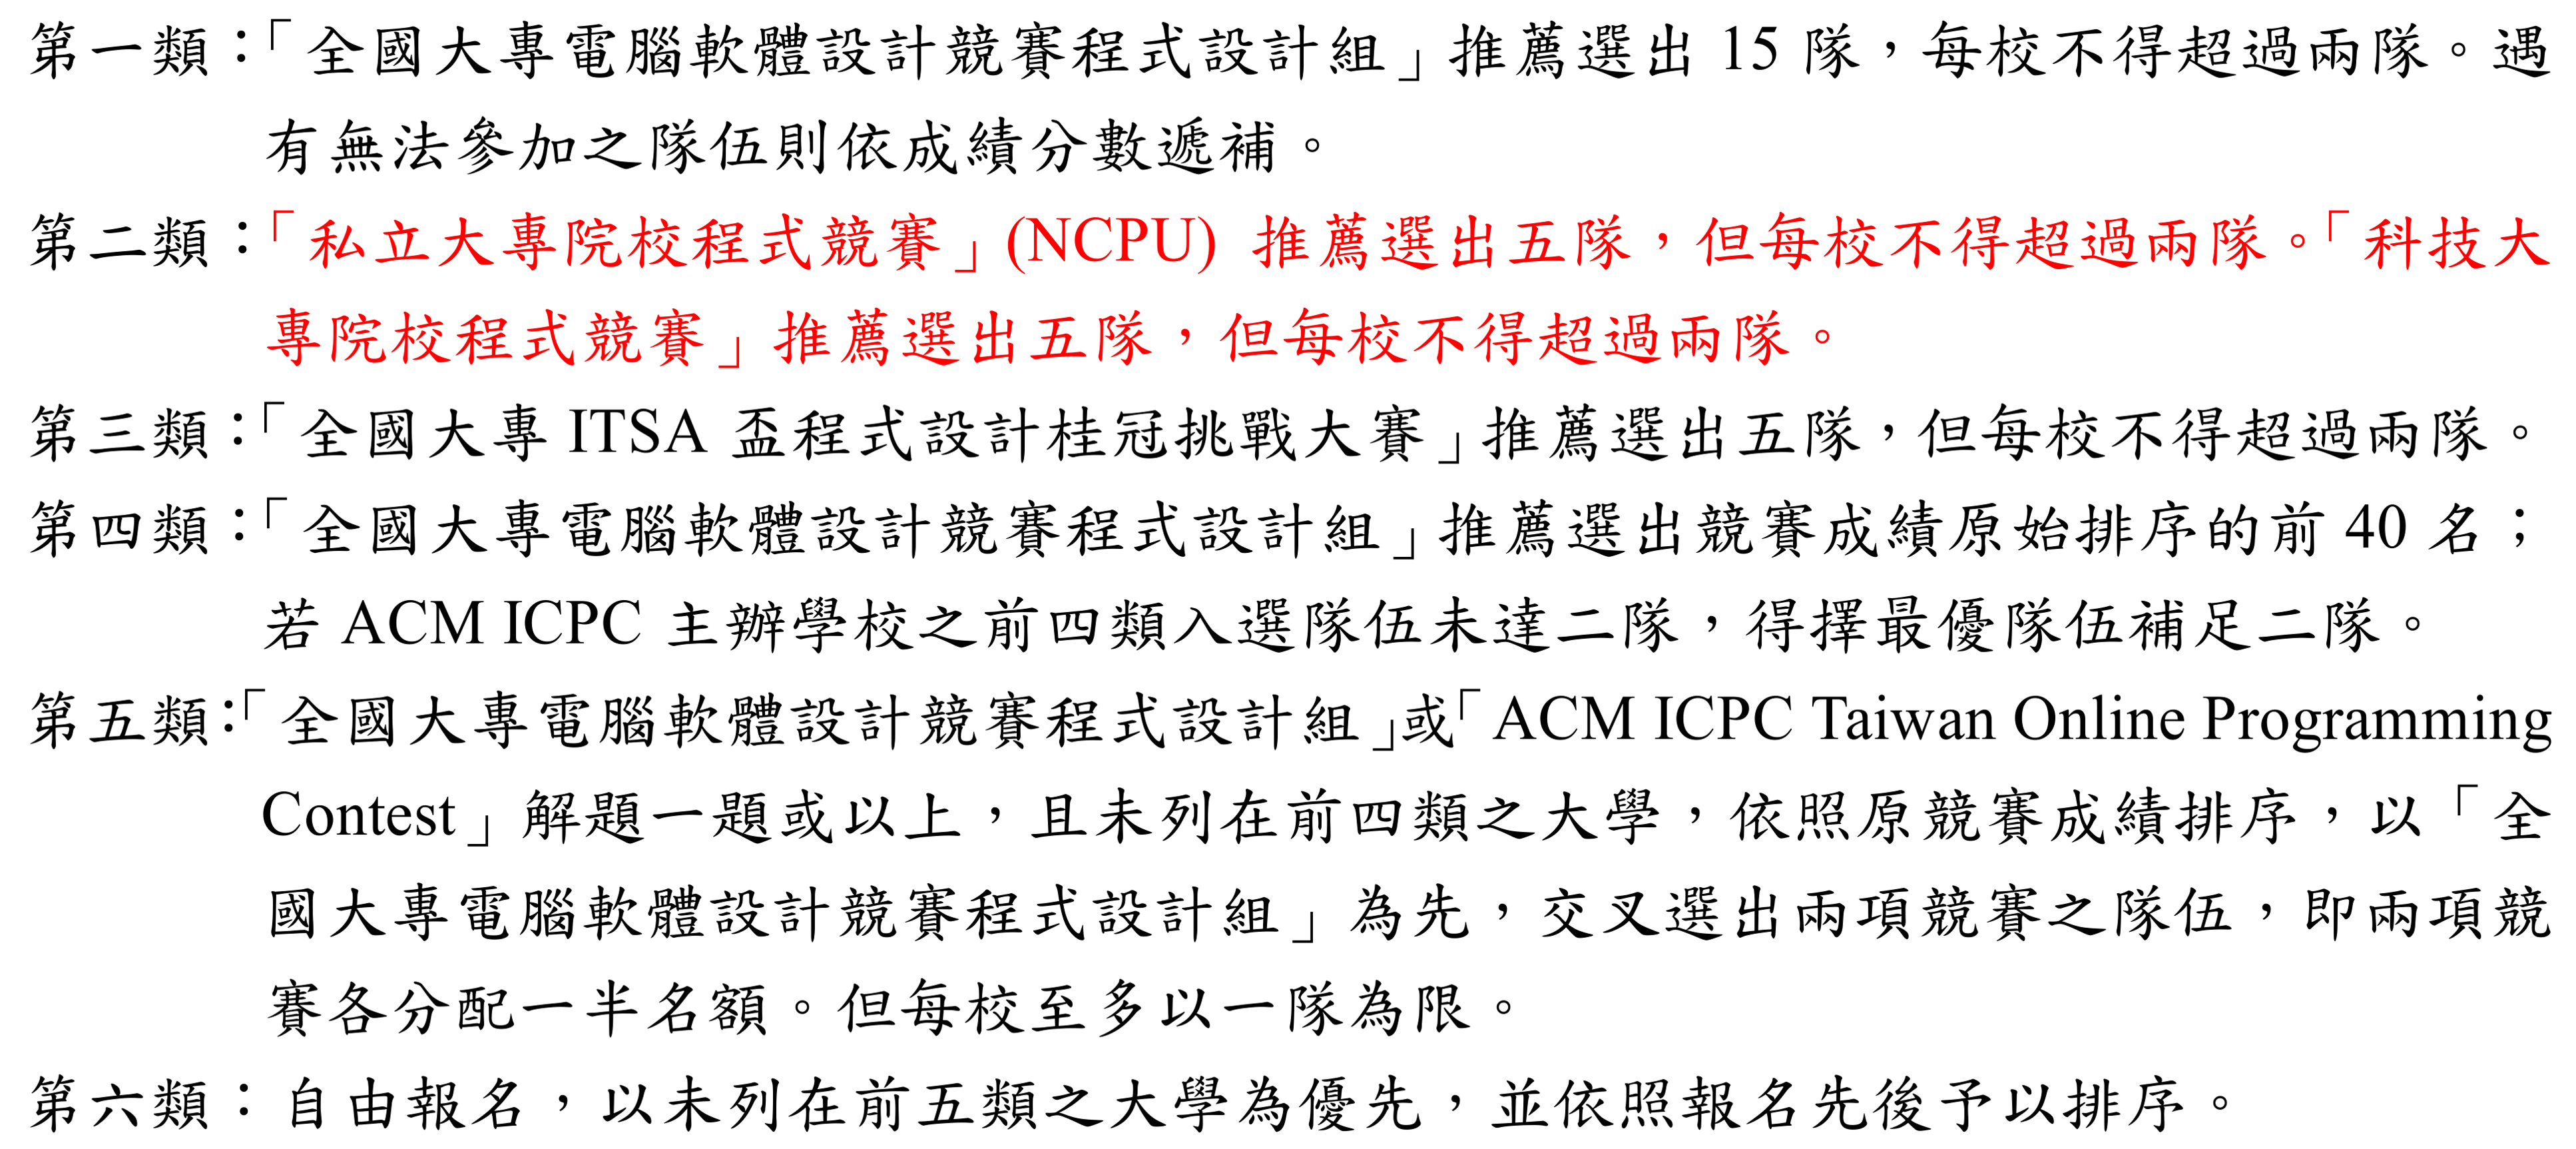 第一類：「全國大專電腦軟體設計競賽程式設計組」推薦選出 15 隊，每校不得超過兩隊。遇
有無法參加之隊伍則依成績分數遞補。
第二類：「私立大專院校程式競賽」(NCPU) 推薦選出五隊，但每校不得超過兩隊。「科技大
專院校程式競賽」推薦選出五隊，但每校不得超過兩隊。
第三類：「全國大專 ITSA 盃程式設計桂冠挑戰大賽」推薦選出五隊，但每校不得超過兩隊。
第四類：「全國大專電腦軟體設計競賽程式設計組」推薦選出競賽成績原始排序的前 40 名；
若 ACM ICPC 主辦學校之前四類入選隊伍未達二隊，得擇最優隊伍補足二隊。
第五類：「全國大專電腦軟體設計競賽程式設計組」或「ACM ICPC Taiwan Online Programming
Contest」解題一題或以上，且未列在前四類之大學，依照原競賽成績排序，以「全
國大專電腦軟體設計競賽程式設計組」為先，交叉選出兩項競賽之隊伍，即兩項競
賽各分配一半名額。但每校至多以一隊為限。
第六類：自由報名，以未列在前五類之大學為優先，並依照報名先後予以排序。